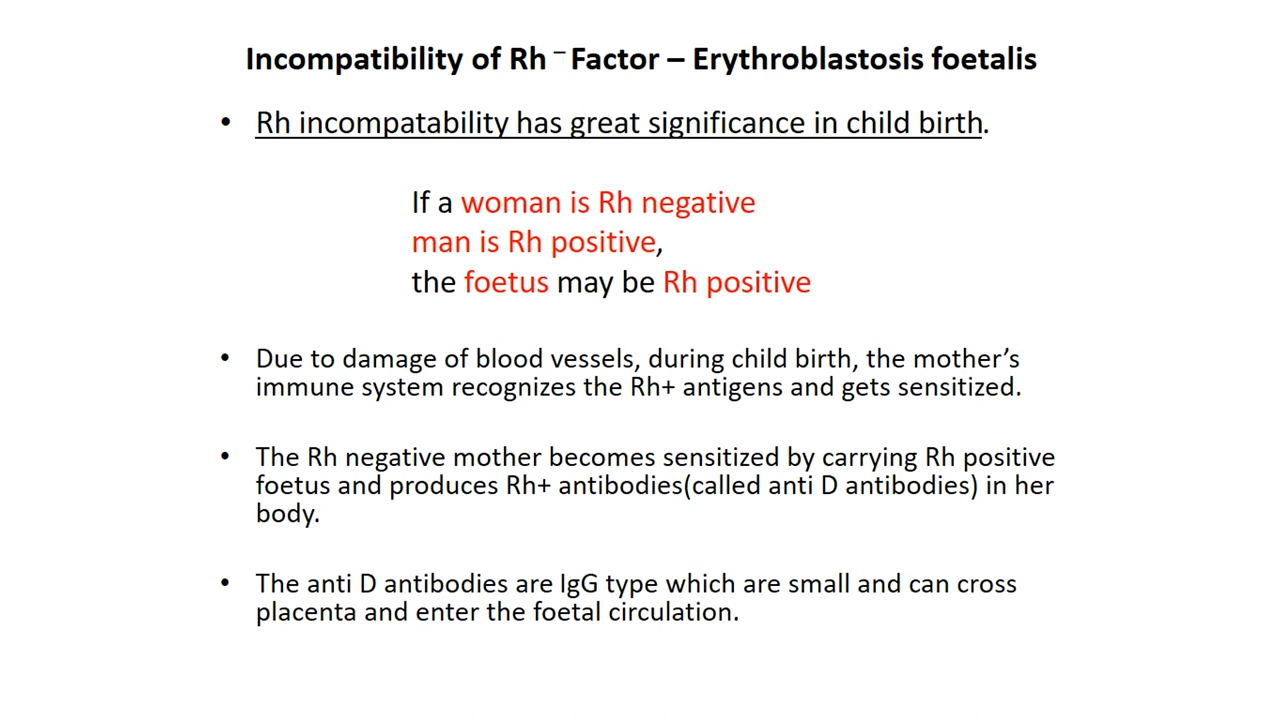 Incompatibility of Rh – Factor – Erythroblastosis foetalis
• Rh incompatability has great significance in child birth.
If a woman is Rh negative
man is Rh positive,
the foetus may be Rh positive
• Due to damage of blood vessels, during child birth, the mother’s
immune system recognizes the Rh+ antigens and gets sensitized.
• The Rh negative mother becomes sensitized by carrying Rh positive
foetus and produces Rh+ antibodies(called anti D antibodies) in her
body.
• The anti D antibodies are IgG type which are small and can cross
placenta and enter the foetal circulation.